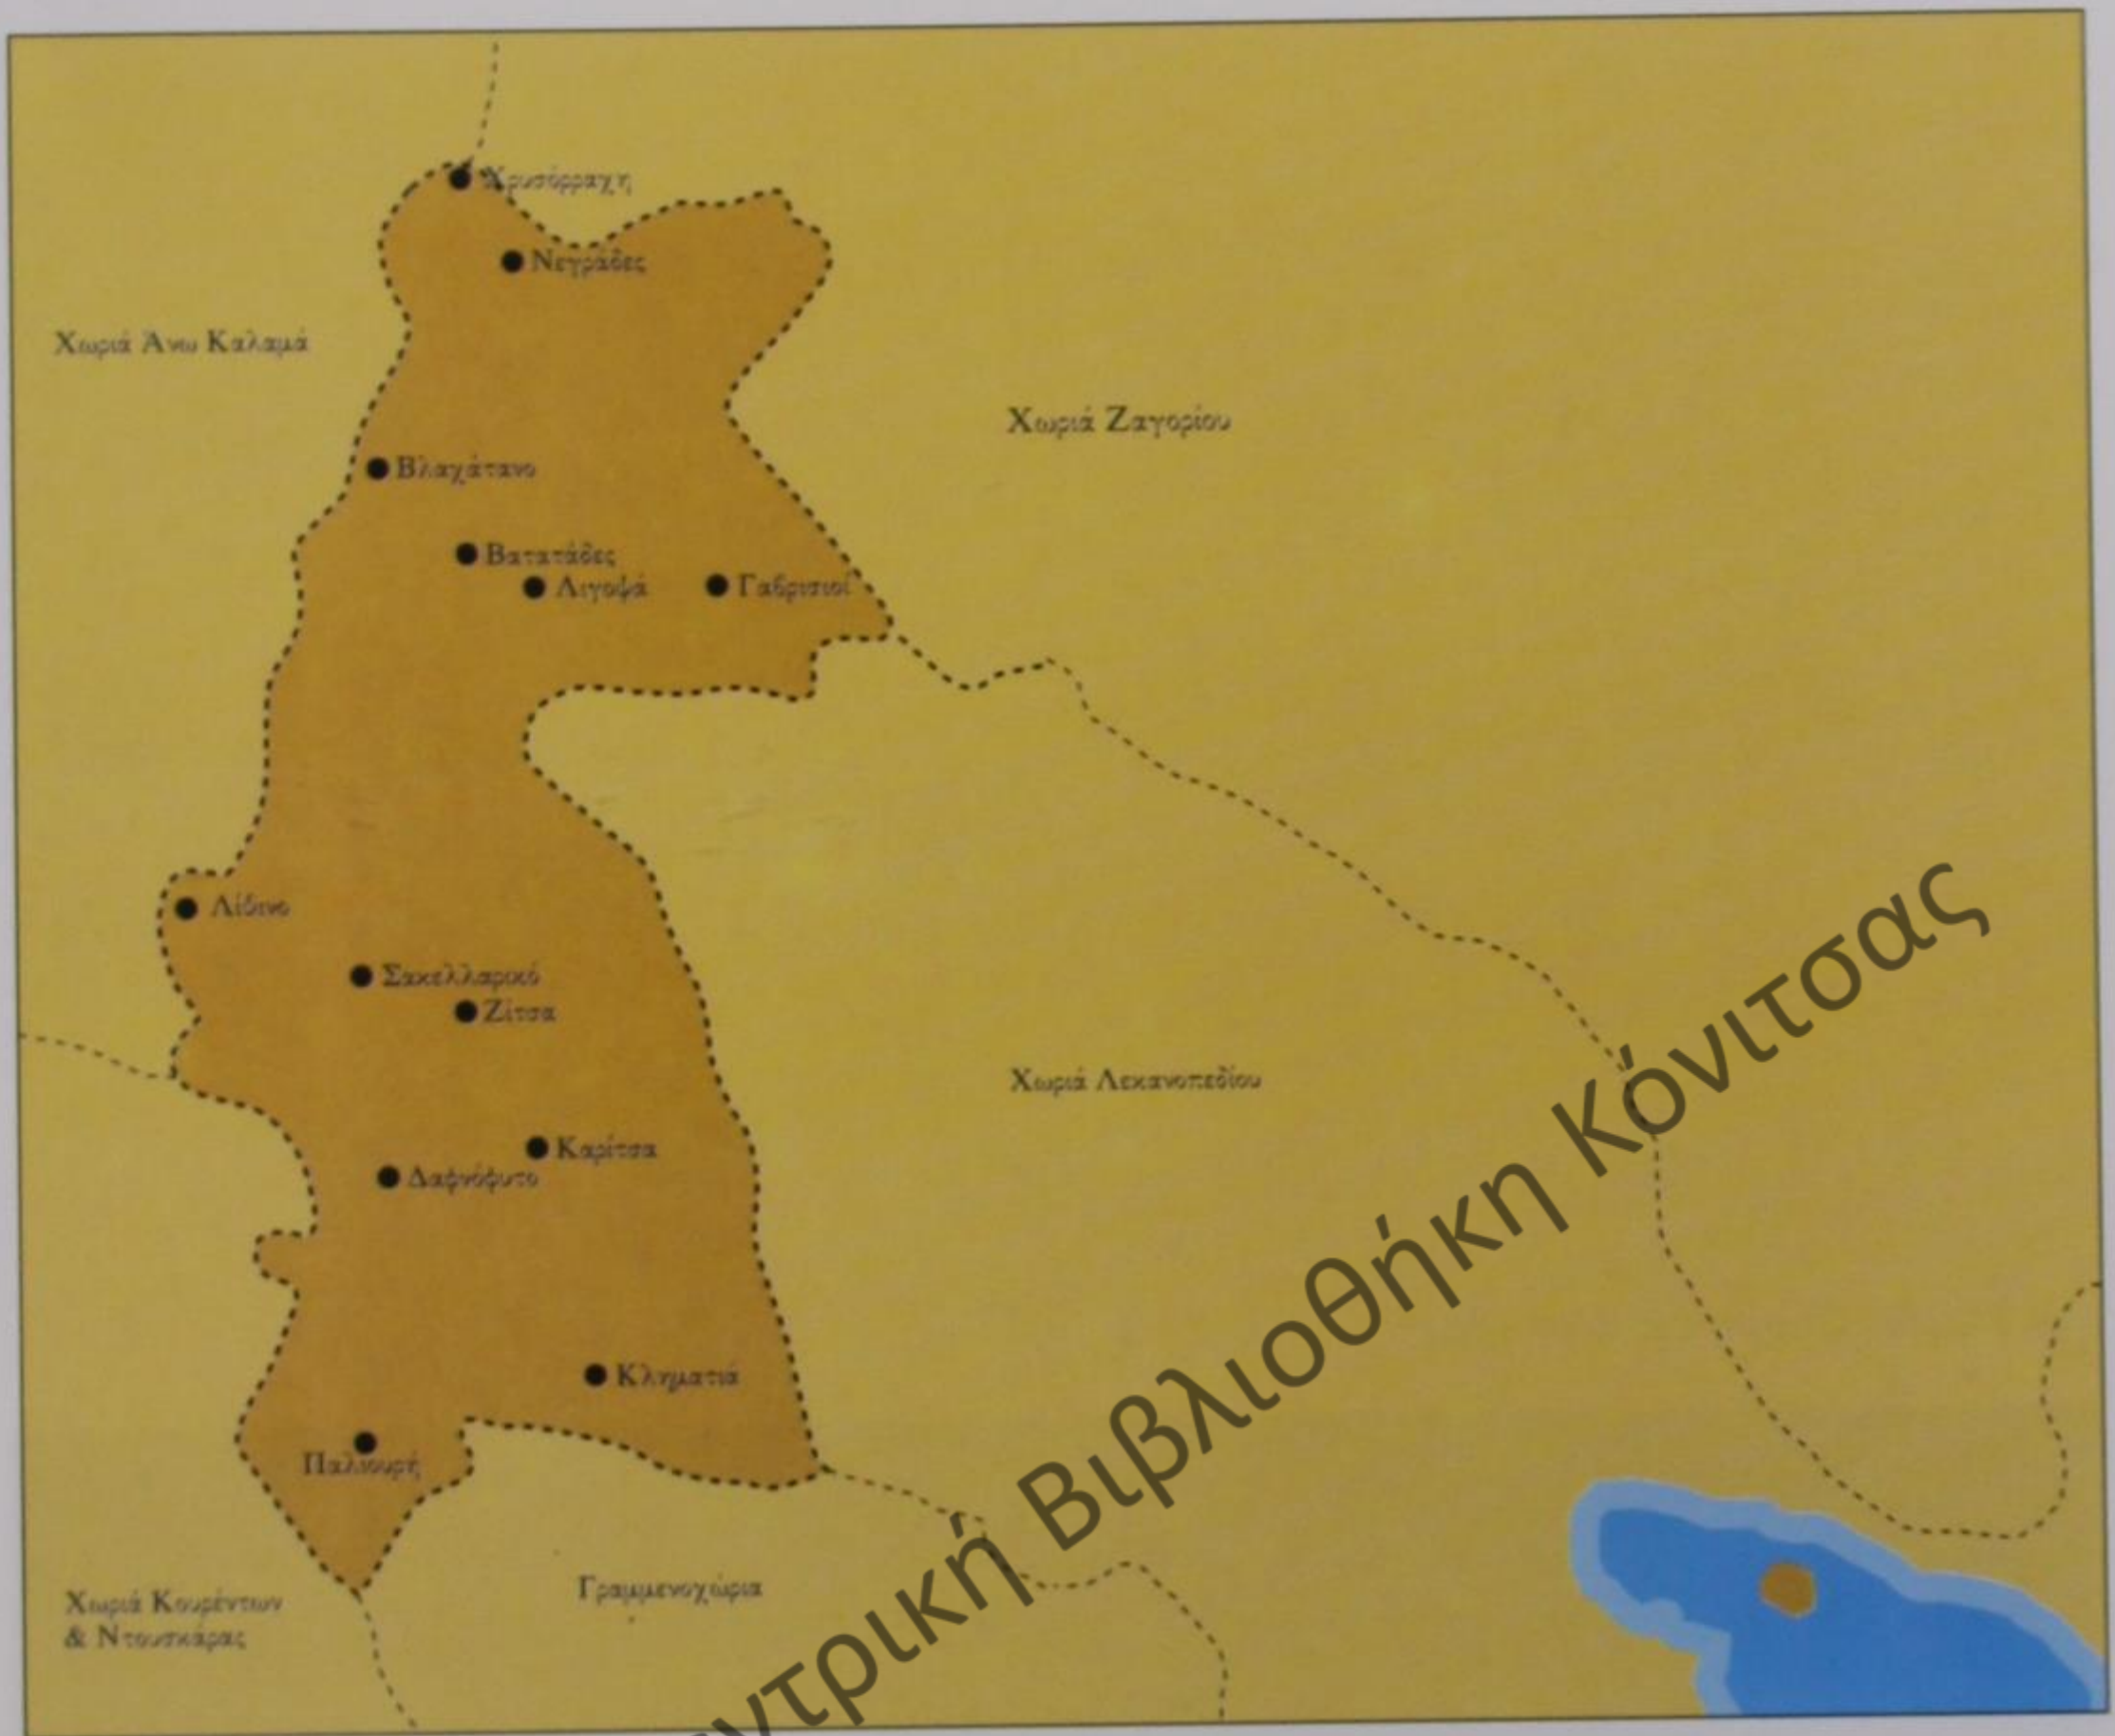 Χρυσόρραχη
Νεγράδες
Χωριά Άνω Καλαμά
Χωριά Ζαγορίου
Βλαχάτανο
Βατατάδες
Λιγοψά
Γαβρισιοί
Λίθινο
Σακελλαρικό
Ζίτσα
Χωριά Λεκανοπεδίου
Καρίτσα
Δαφνόφυτο
Κληματιά
Παλιουρή
Γραμμενοχώρια
Χωριά Κουρέντων
& Ντουσκάρας
Βιβλιοθήκη Κόνιτσας